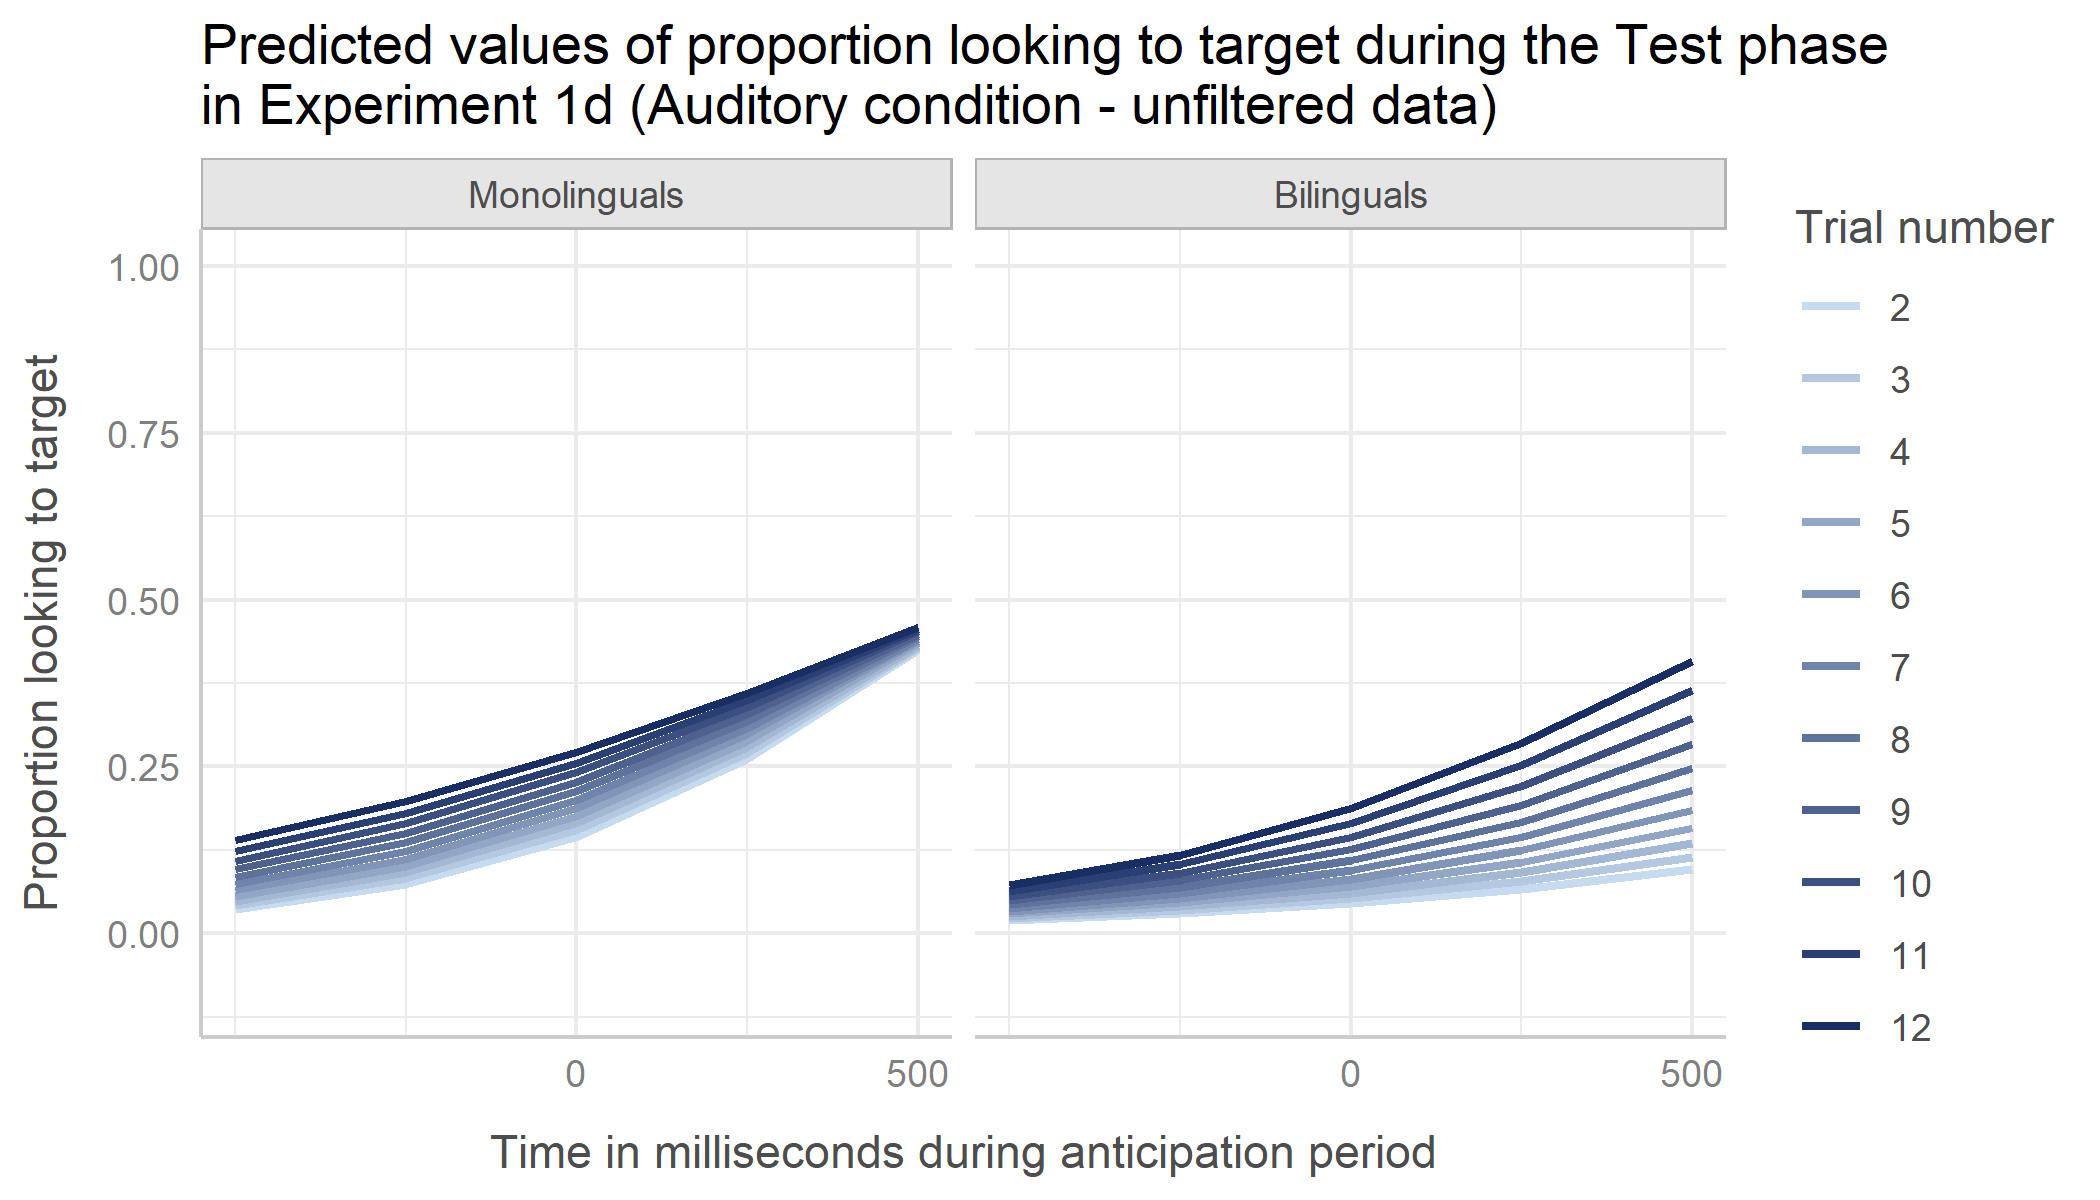 Predicted values of proportion looking to target during the Test phase
in Experiment 1d (Auditory condition - unfiltered data)
Monolinguals
Bilinguals
Proportion looking to target
1.00
0.75
0.50
0.25
0.00
0
500
0
500
Time in milliseconds during anticipation period
Trial number
2
3
4
5
6
7
8
9
10
11
12